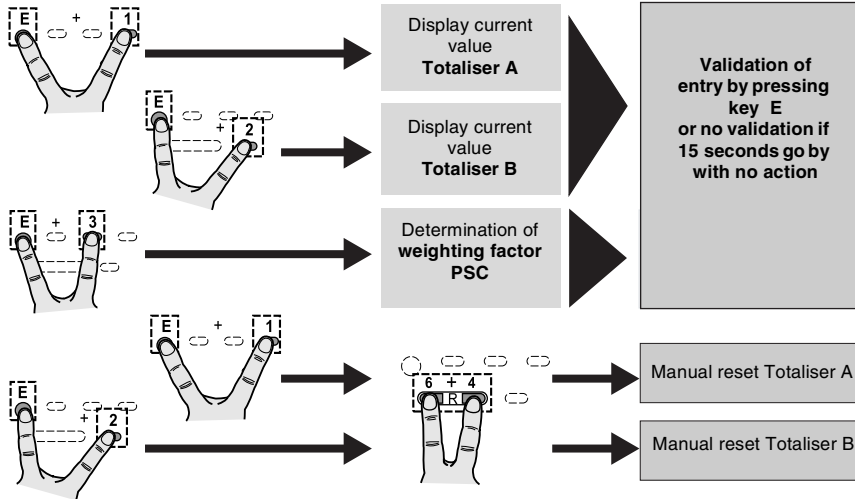 E + 1
Display current
value
Totaliser A
E
+
2
Display current
value
Totaliser B
Validation of
entry by pressing
key E
or no validation if
15 seconds go by
with no action
E + 3
Determination of
weighting factor
PSC
E + 1
6 + 4
R
Manual reset Totaliser A
E
+
2
Manual reset Totaliser B